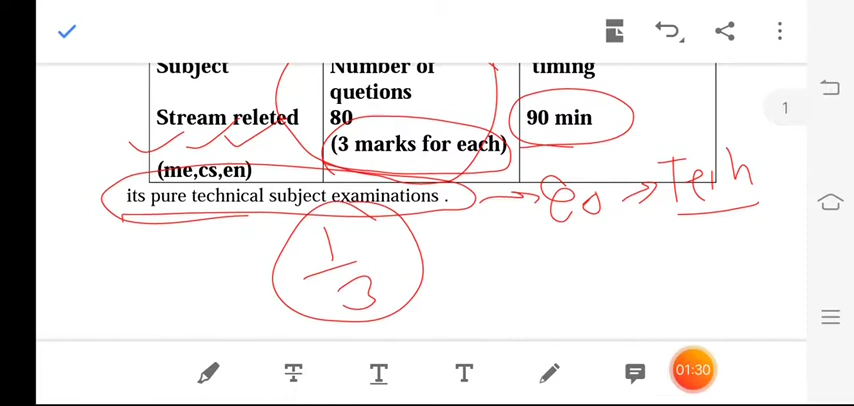 Subject Number of timing
quetions
Stream releted 80 90 min
(3 marks for each)
(me,cs,en)
its pure technical subject examinations .
80 → Tech
1/3
1
01:30